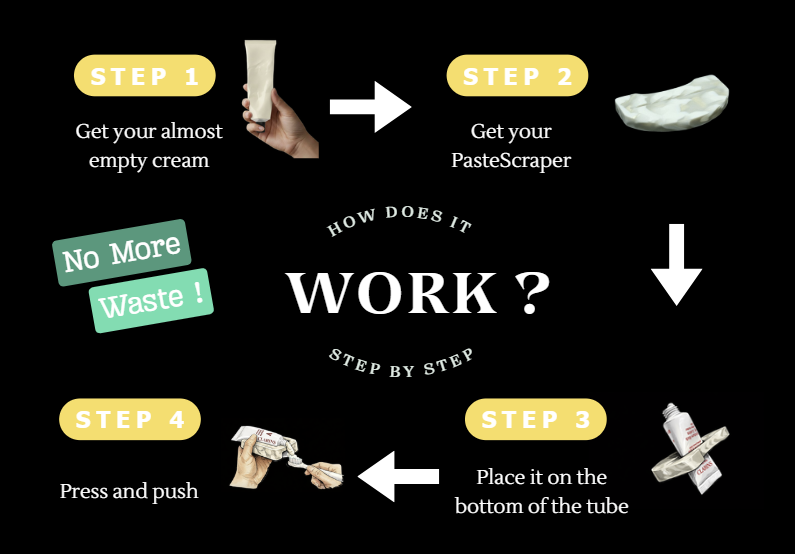 STEP 1
Get your almost
empty cream
STEP 2
Get your
PasteScraper
No More
Waste !
HOW DOES IT
WORK ?
STEP BY STEP
STEP 4
Press and push
STEP 3
Place it on the
bottom of the tube
CLARINS